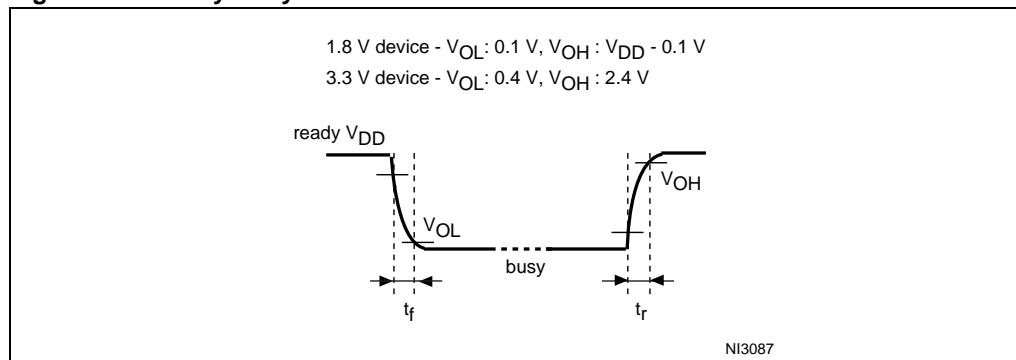 1.8 V device - VOL: 0.1 V, VOH : VDD - 0.1 V
3.3 V device - VOL: 0.4 V, VOH : 2.4 V
ready VDD
VOH
VOL
busy
tf
tr
NI3087